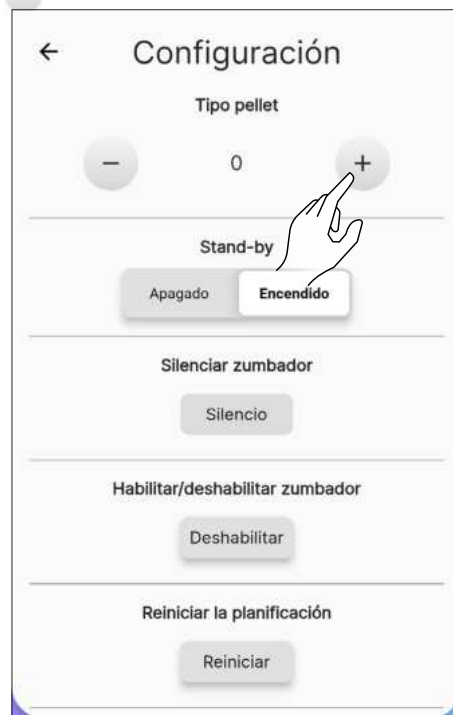 ← Configuración
Tipo pellet
− 0 +
Stand-by
Apagado Encendido
Silenciar zumbador
Silencio
Habilitar/deshabilitar zumbador
Deshabilitar
Reiniciar la planificación
Reiniciar